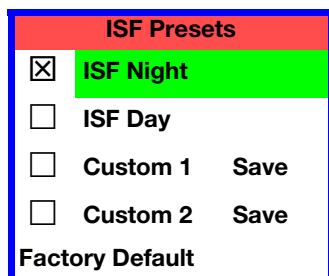 ISF Presets
☒ ISF Night
☐ ISF Day
☐ Custom 1 Save
☐ Custom 2 Save
Factory Default